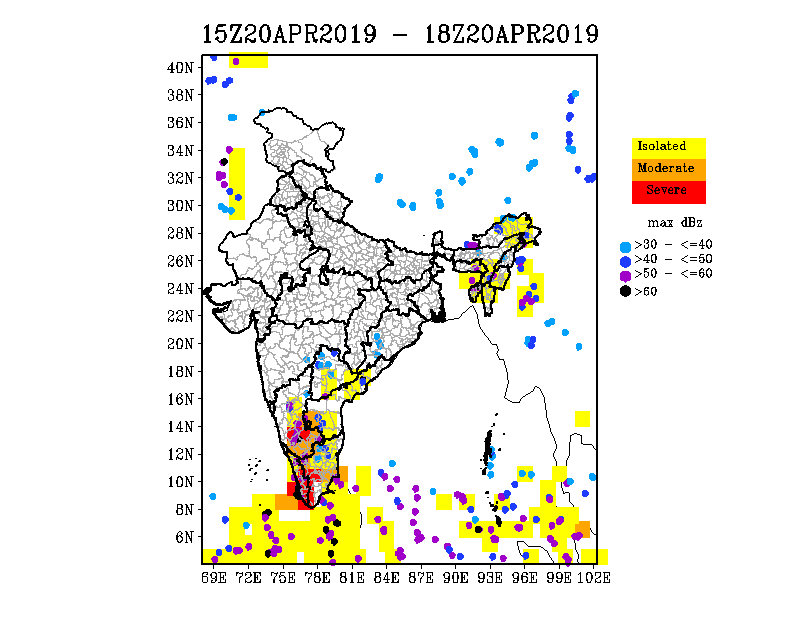 15Z20APR2019 - 18Z20APR2019
40N
38N
36N
34N
32N
30N
28N
26N
24N
22N
20N
18N
16N
14N
12N
10N
8N
6N
69E 72E 75E 78E 81E 84E 87E 90E 93E 96E 99E 102E
Isolated
Moderate
Severe
max dBz
>30 - <=40
>40 - <=50
>50 - <=60
>60